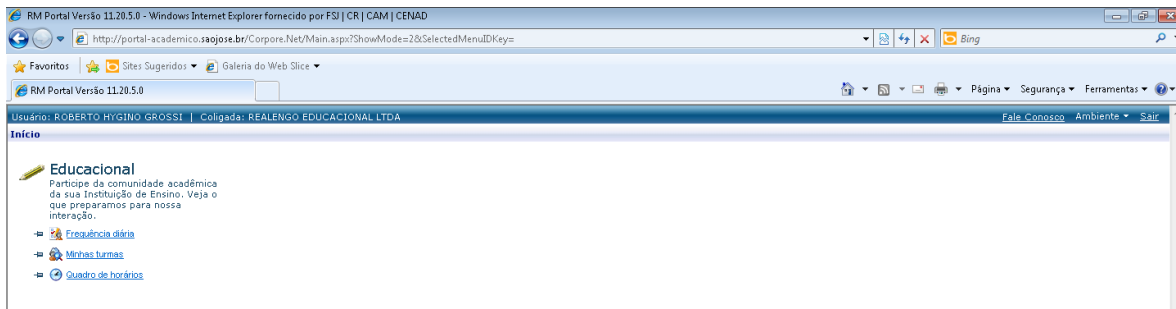 RM Portal Versão 11.20.5.0 - Windows Internet Explorer fornecido por FSJ | CR | CAM | CENAD
http://portal-academico.saojose.br/Corpore.Net/Main.aspx?ShowMode=2&SelectedMenuIDKey=
Bing
Favoritos Sites Sugeridos Galeria do Web Slice
RM Portal Versão 11.20.5.0 Página Segurança Ferramentas
Usuário: ROBERTO HYGINO GROSSI | Coligada: REALENGO EDUCACIONAL LTDA Fale Conosco Ambiente Sair
Início
Educacional
Participe da comunidade acadêmica
da sua Instituição de Ensino. Veja o
que preparamos para nossa
interação.
Frequência diária
Minhas turmas
Quadro de horários